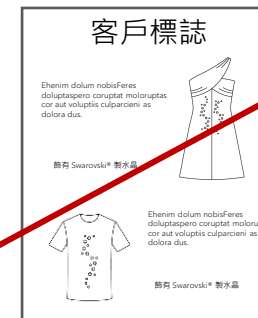 客戶標誌
Ehenim dolum nobisFeres
doluptaspero coruptat moloruptas
cor aut voluptiis culparcieni as
dolora dus.
飾有 Swarovski® 製水晶
Ehenim dolum nobisFeres
doluptaspero coruptat moloru
cor aut voluptiis culparcieni as
dolora dus.
飾有 Swarovski® 製水晶